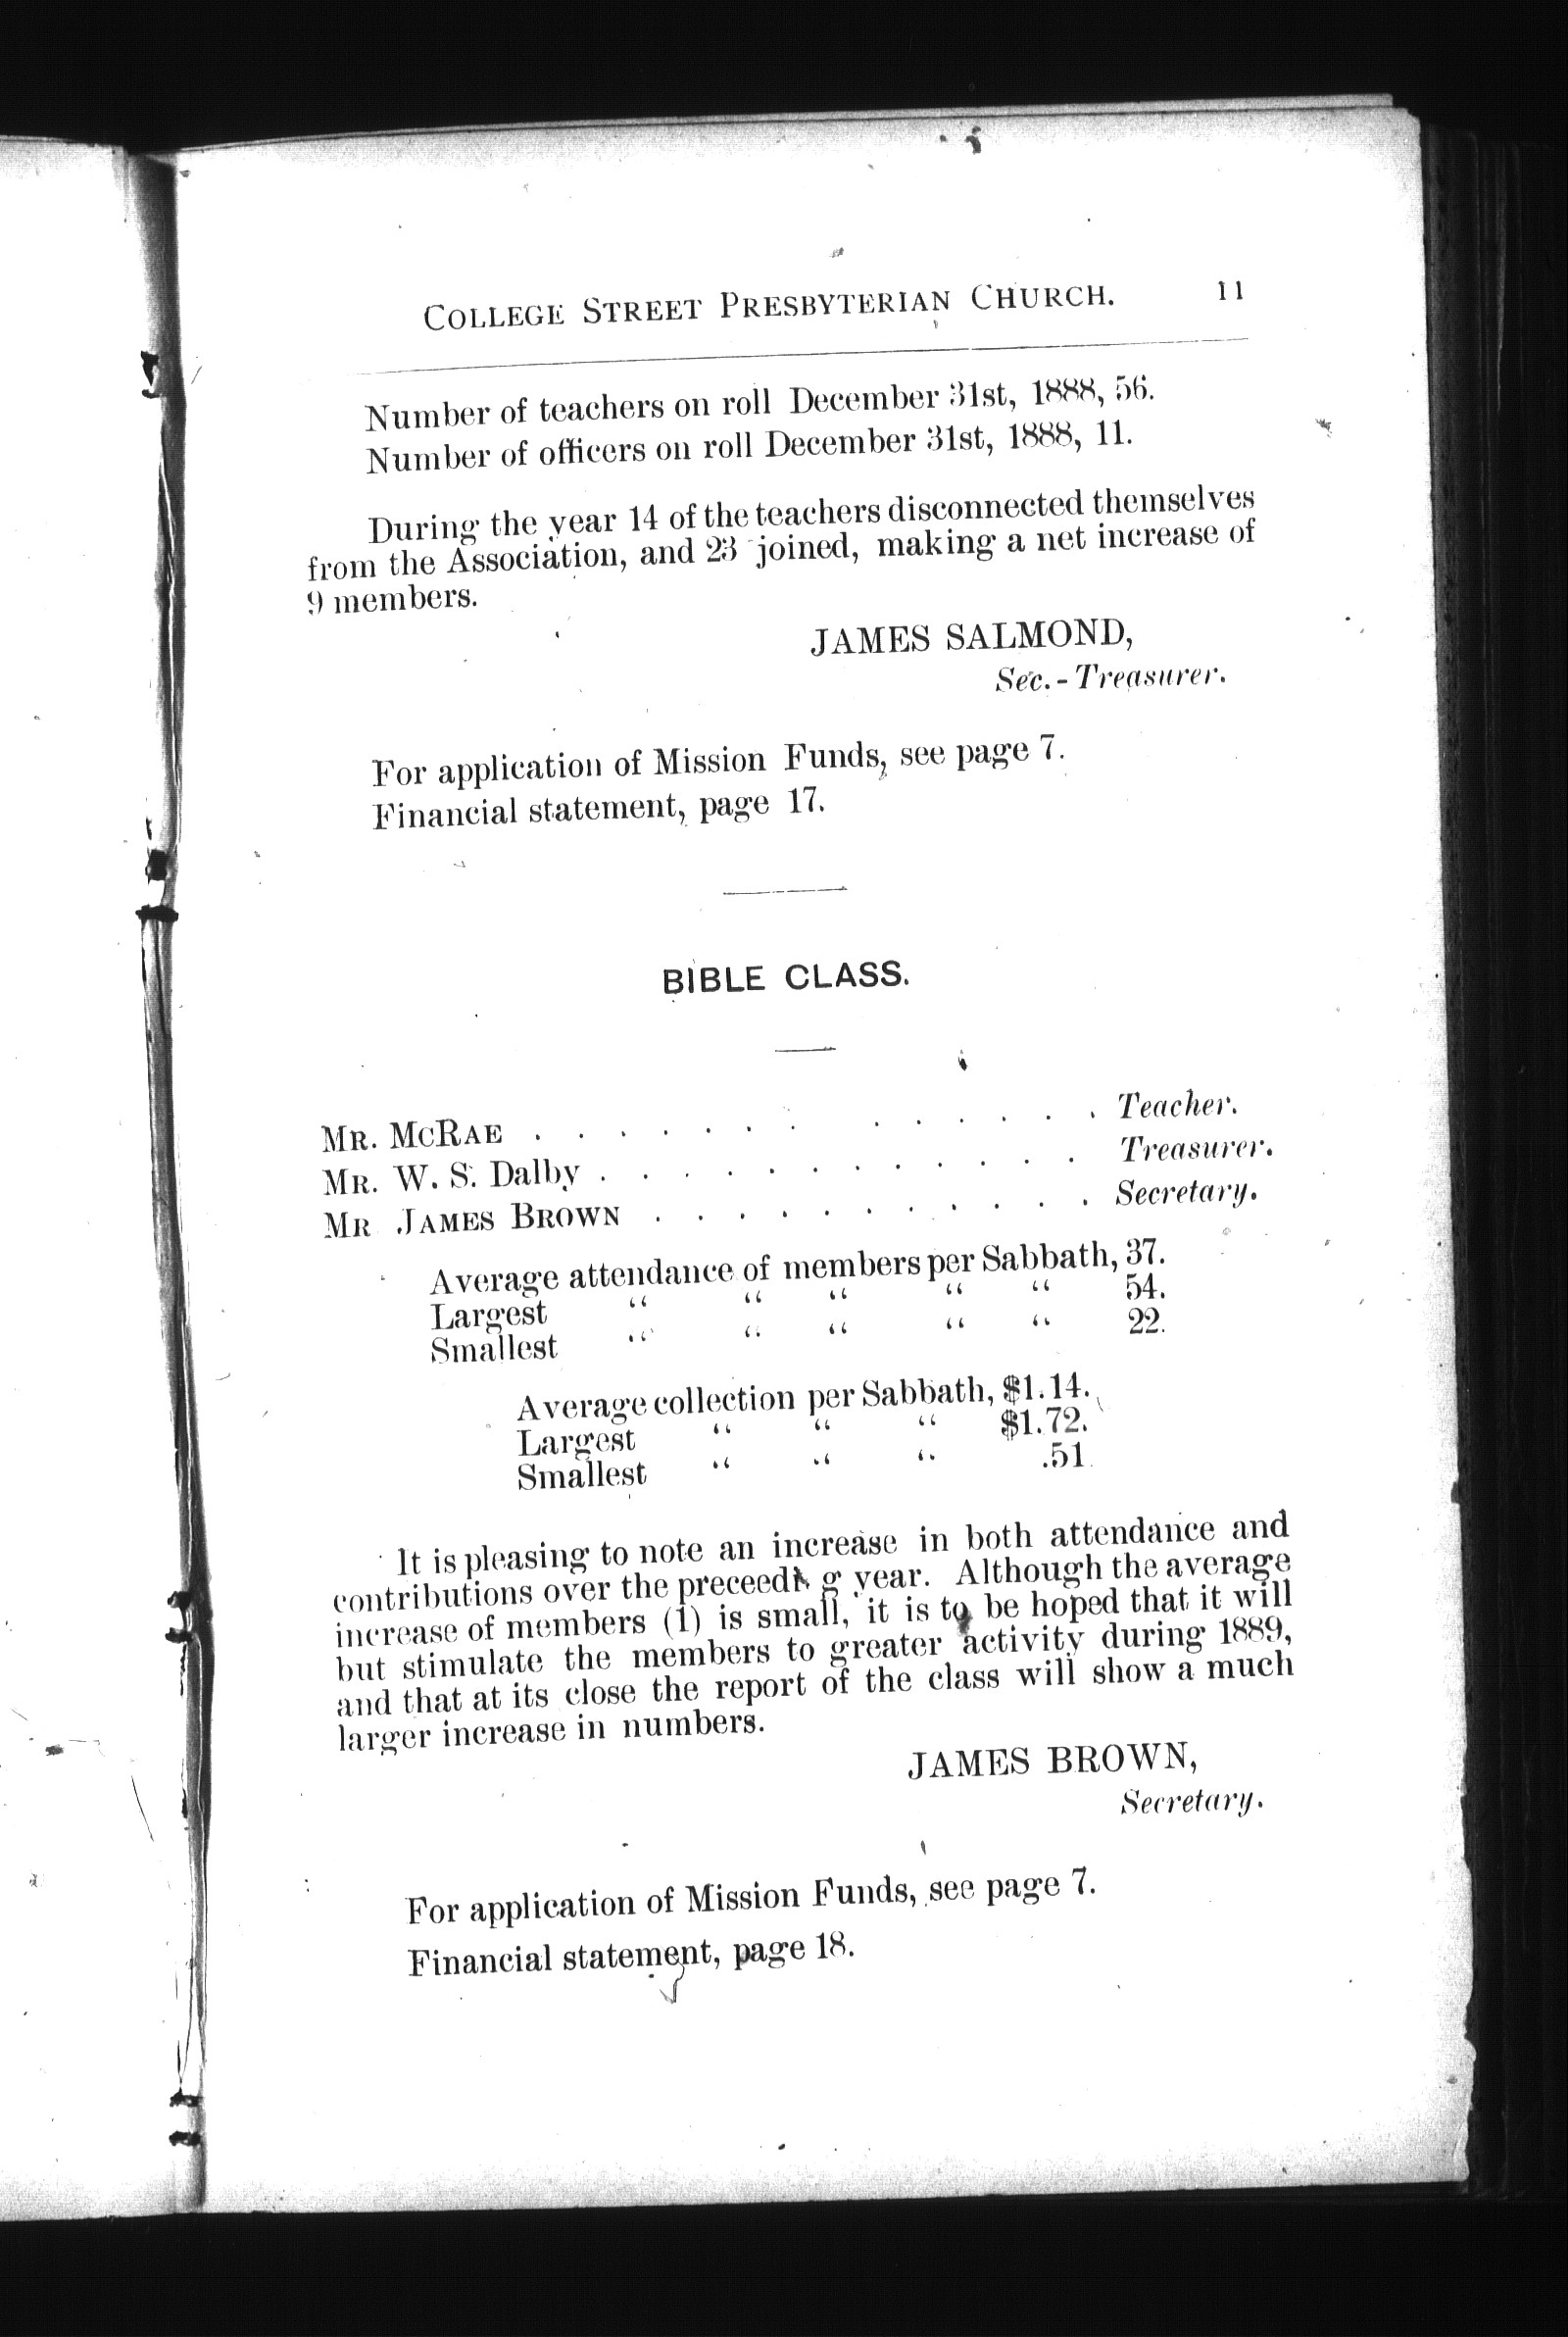 COLLEGE STREET PRESBYTERIAN CHURCH. 11
Number of teachers on roll December 31st, 1888, 56.
Number of officers on roll December 31st, 1888, 11.
During the year 14 of the teachers disconnected themselves
from the Association, and 23 joined, making a net increase of
9 members.
JAMES SALMOND,
Sec.-Treasurer.
For application of Mission Funds, see page 7.
Financial statement, page 17.
BIBLE CLASS.
MR. MCRAE . . . . . . . . . . . . . Teacher.
MR. W. S. Dalby . . . . . . . . . . . . Treasurer.
MR JAMES BROWN . . . . . . . . . . . Secretary.
Average attendance of members per Sabbath, 37.
Largest “ “ “ “ “ 54.
Smallest “ “ “ “ “ 22.
Average collection per Sabbath, $1.14.
Largest “ “ “ $1.72.
Smallest “ “ “ .51
It is pleasing to note an increase in both attendance and
contributions over the preceed g year. Although the average
increase of members (1) is small, it is to be hoped that it will
but stimulate the members to greater activity during 1889,
and that at its close the report of the class will show a much
larger increase in numbers.
JAMES BROWN,
Secretary.
For application of Mission Funds, see page 7.
Financial statement, page 18.